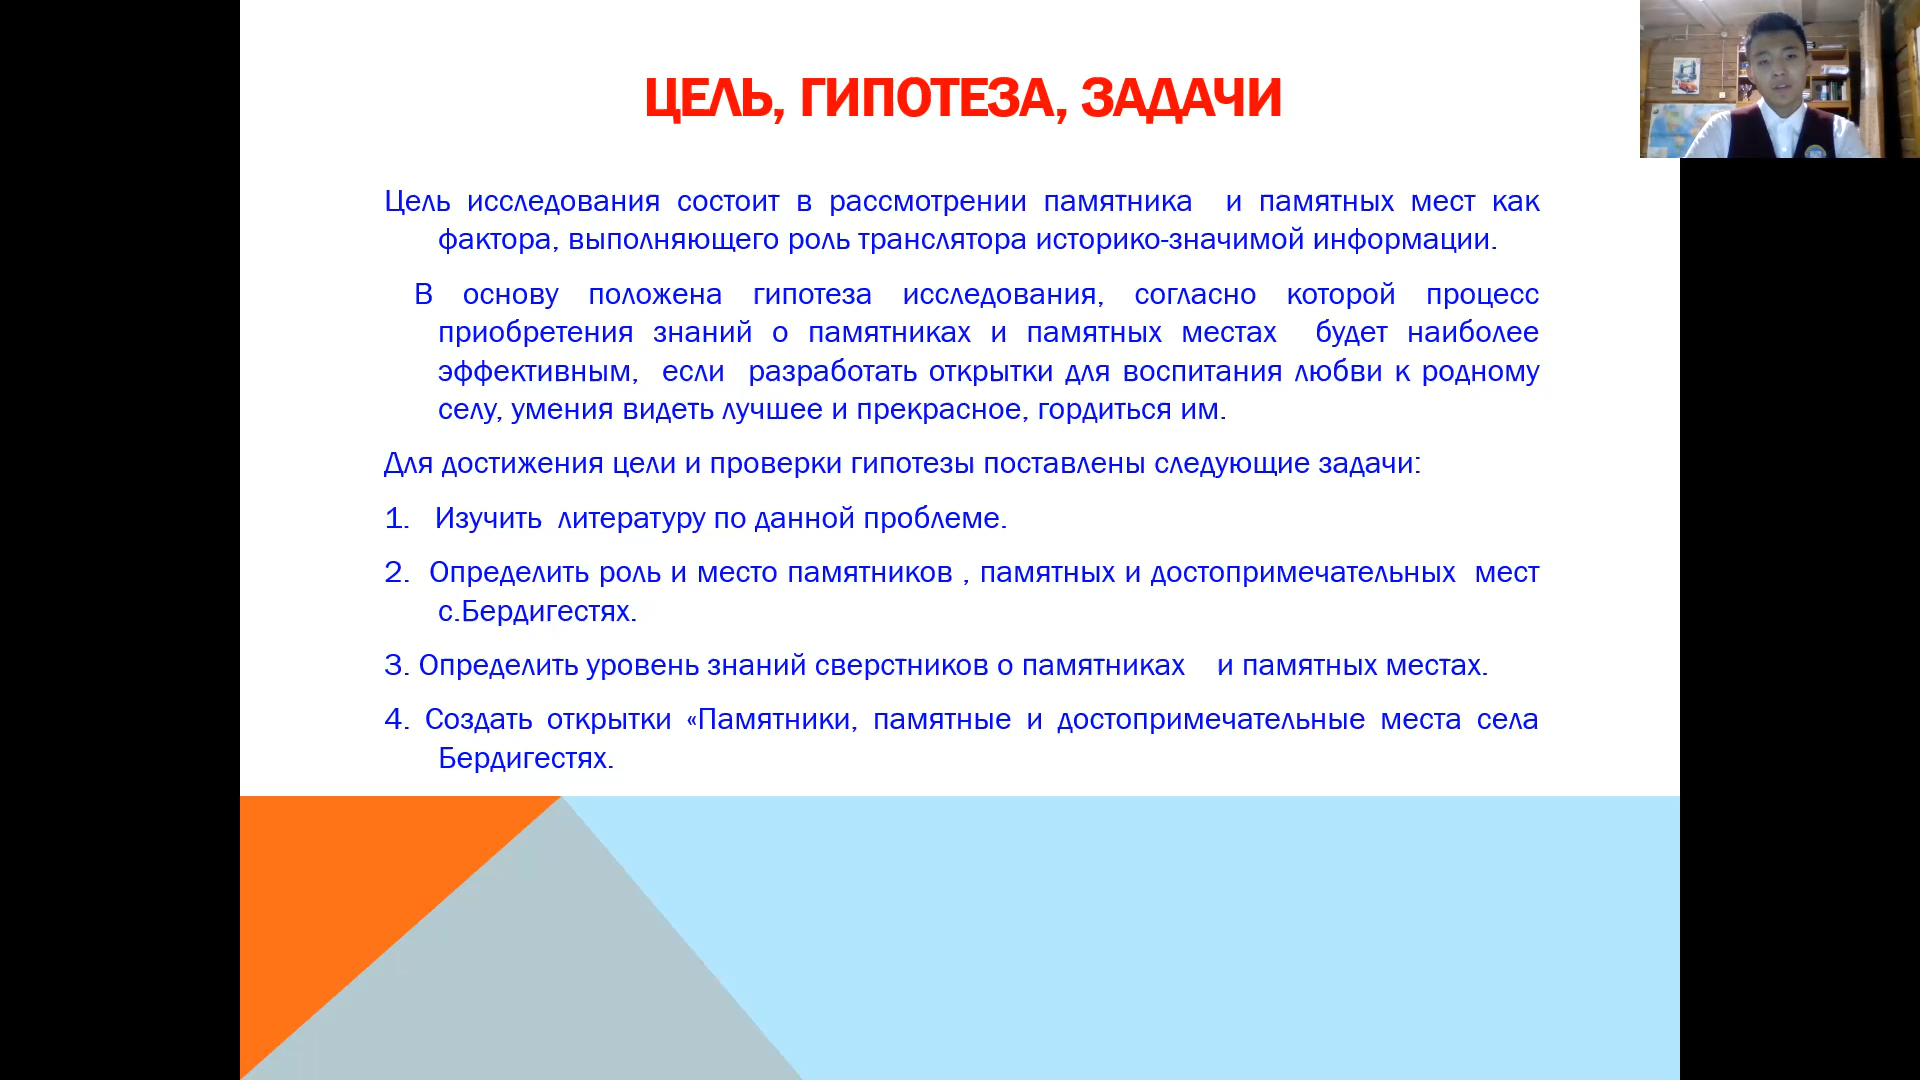 ЦЕЛЬ, ГИПОТЕЗА, ЗАДАЧИ
Цель исследования состоит в рассмотрении памятника и памятных мест как
фактора, выполняющего роль транслятора историко-значимой информации.
В основу положена гипотеза исследования, согласно которой процесс
приобретения знаний о памятниках и памятных местах будет наиболее
эффективным, если разработать открытки для воспитания любви к родному
селу, умения видеть лучшее и прекрасное, гордиться им.
Для достижения цели и проверки гипотезы поставлены следующие задачи:
1. Изучить литературу по данной проблеме.
2. Определить роль и место памятников , памятных и достопримечательных мест
с.Бердигестях.
3. Определить уровень знаний сверстников о памятниках и памятных местах.
4. Создать открытки «Памятники, памятные и достопримечательные места села
Бердигестях.